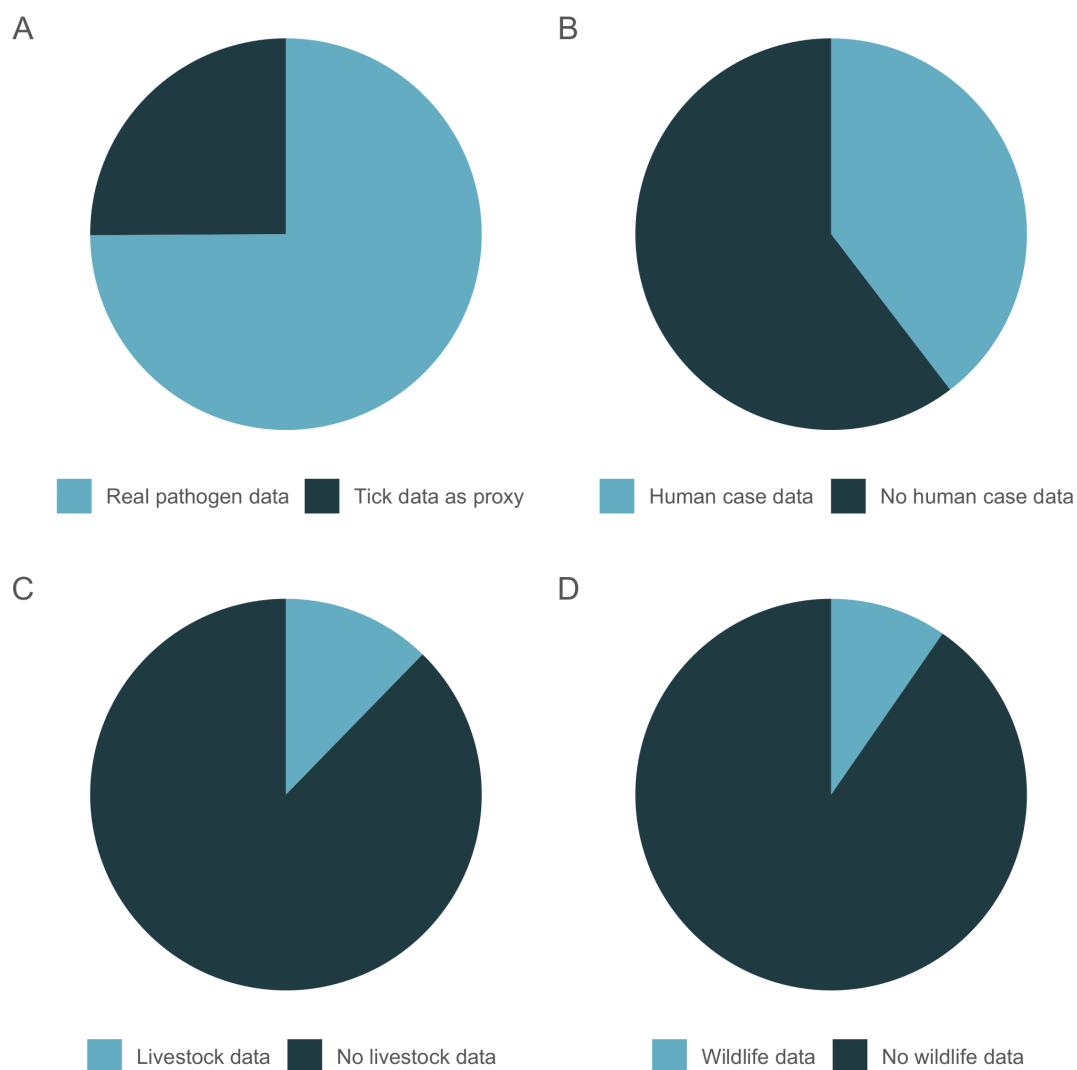 A
B
Real pathogen data Tick data as proxy
Human case data No human case data
C
D
Livestock data No livestock data
Wildlife data No wildlife data